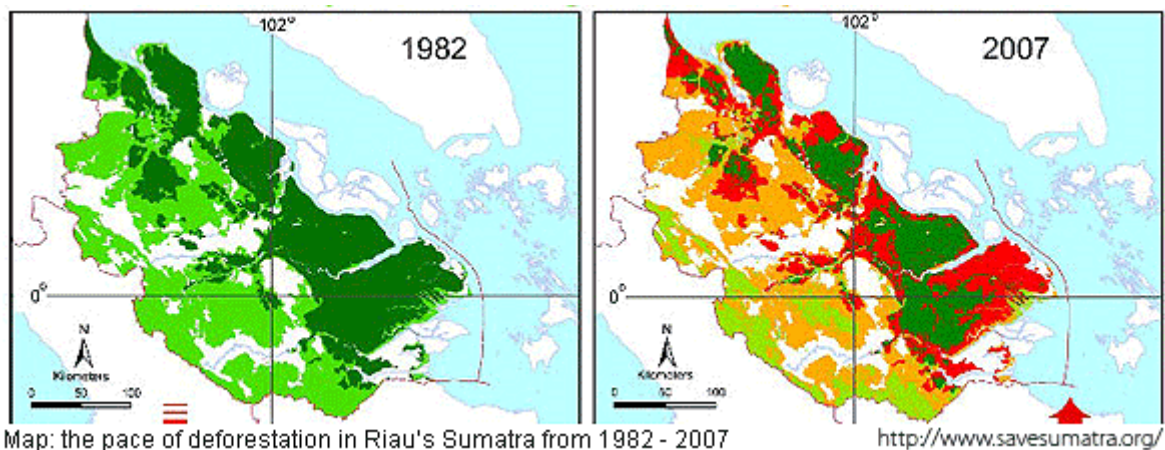 102°
1982
0°
N
Kilometers
0 50 100
102°
2007
0°
N
Kilometers
0 50 100
Map: the pace of deforestation in Riau's Sumatra from 1982 - 2007
http://www.savesumatra.org/